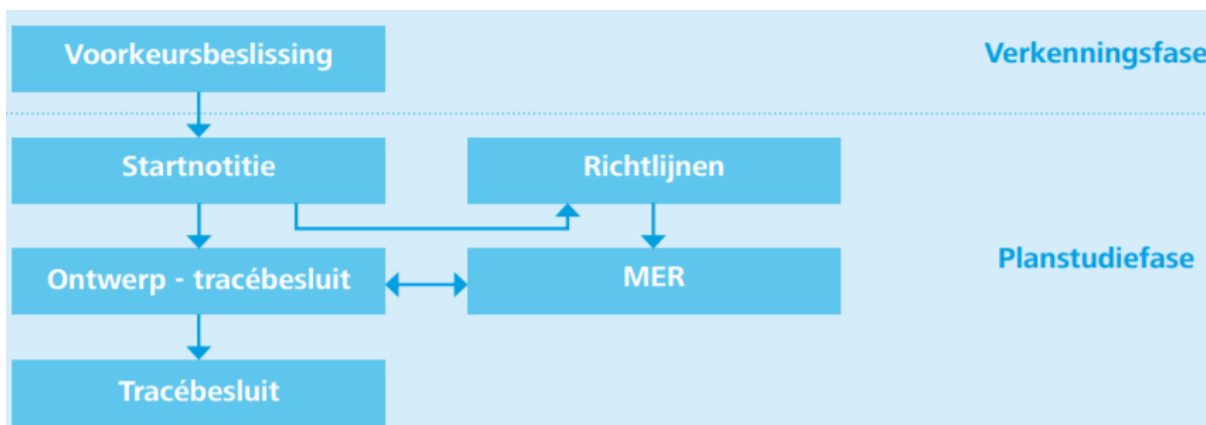 Voorkeursbeslissing
Verkenningsfase
Startnotitie
Richtlijnen
Ontwerp - tracébesluit
MER
Planstudiefase
Tracébesluit